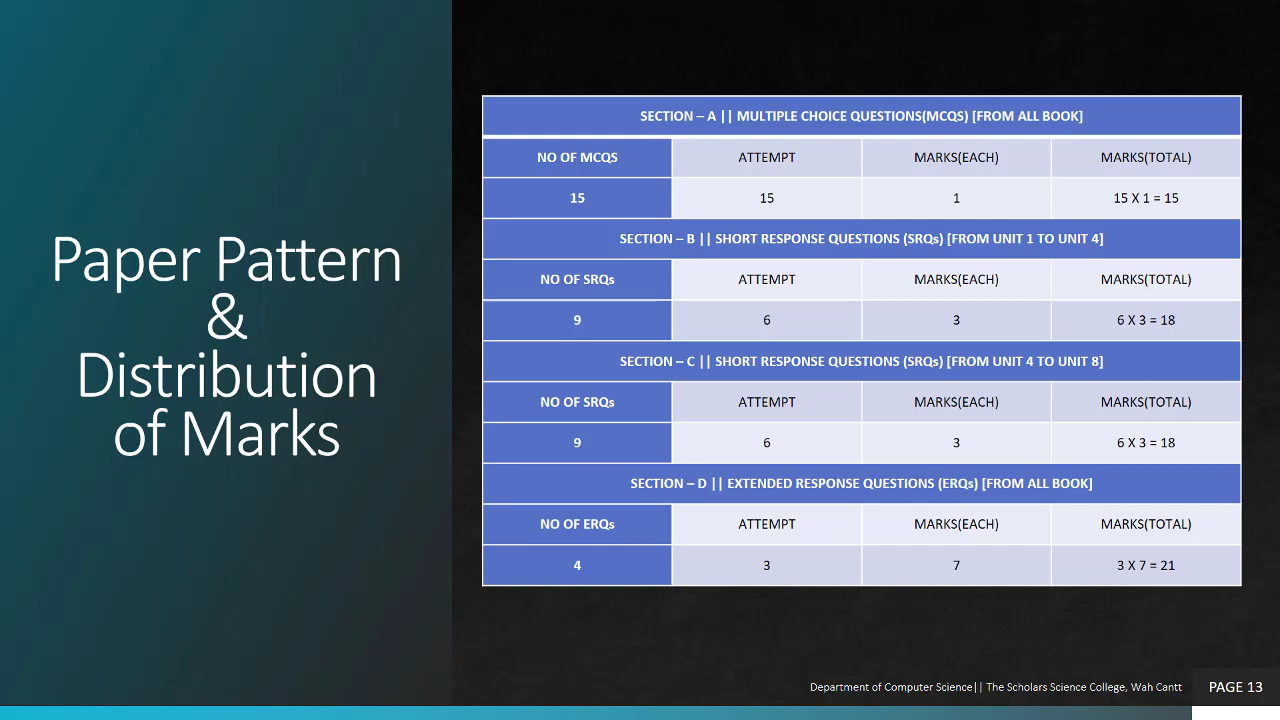 Paper Pattern
&
Distribution
of Marks
SECTION – A || MULTIPLE CHOICE QUESTIONS(MCQS) [FROM ALL BOOK]
NO OF MCQS ATTEMPT MARKS(EACH) MARKS(TOTAL)
15 15 1 15 X 1 = 15
SECTION – B || SHORT RESPONSE QUESTIONS (SRQs) [FROM UNIT 1 TO UNIT 4]
NO OF SRQs ATTEMPT MARKS(EACH) MARKS(TOTAL)
9 6 3 6 X 3 = 18
SECTION – C || SHORT RESPONSE QUESTIONS (SRQs) [FROM UNIT 4 TO UNIT 8]
NO OF SRQs ATTEMPT MARKS(EACH) MARKS(TOTAL)
9 6 3 6 X 3 = 18
SECTION – D || EXTENDED RESPONSE QUESTIONS (ERQs) [FROM ALL BOOK]
NO OF ERQs ATTEMPT MARKS(EACH) MARKS(TOTAL)
4 3 7 3 X 7 = 21
Department of Computer Science|| The Scholars Science College, Wah Cantt PAGE 13